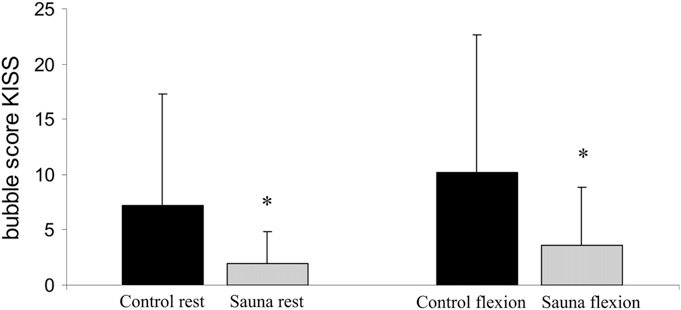 bubble score KISS
25
20
15
10
5
0
*
*
Control rest
Sauna rest
Control flexion
Sauna flexion